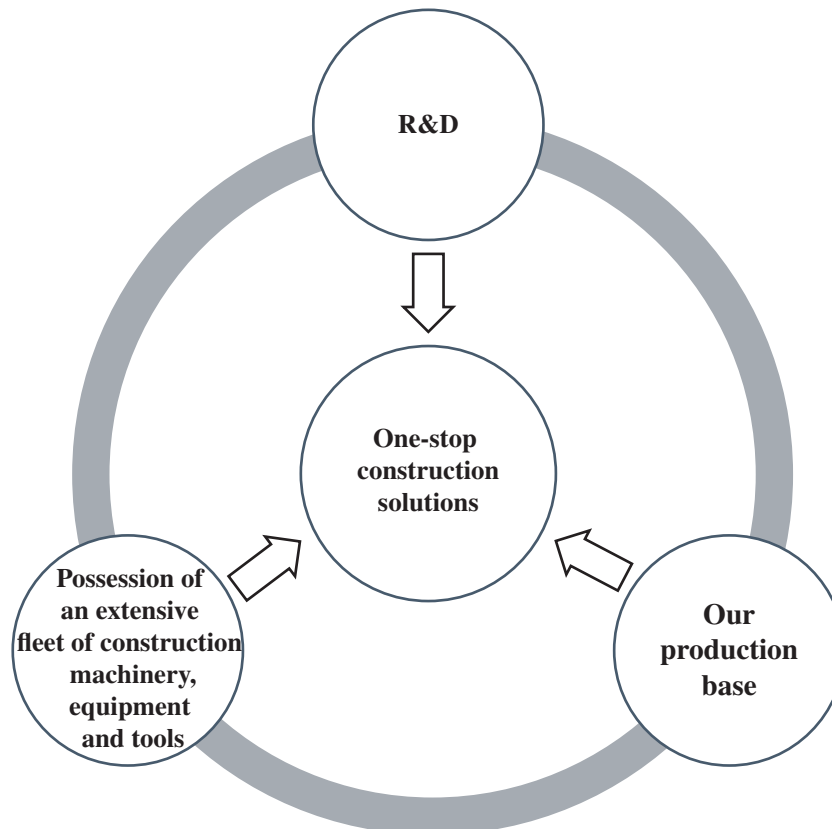 R&D
One-stop
construction
solutions
Possession of
an extensive
fleet of construction
machinery,
equipment
and tools
Our
production
base